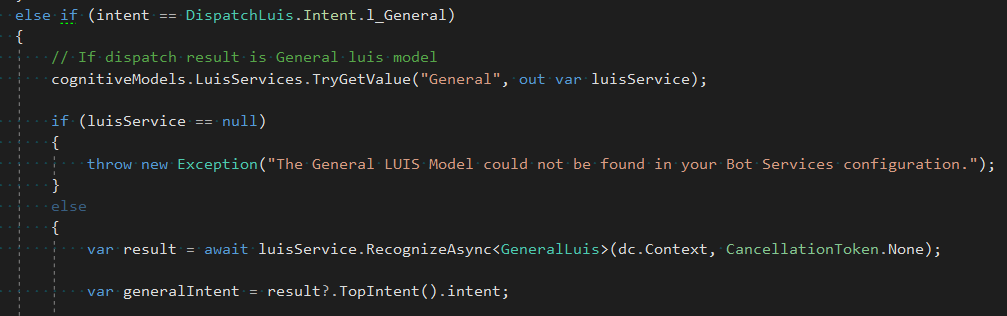 else if (intent == DispatchLuis.Intent.l_General)
{
// If dispatch result is General luis model
cognitiveModels.LuisServices.TryGetValue("General", out var luisService);
if (luisService == null)
{
throw new Exception("The General LUIS Model could not be found in your Bot Services configuration.");
}
else
{
var result = await luisService.RecognizeAsync<GeneralLuis>(dc.Context, CancellationToken.None);
var generalIntent = result?.TopIntent().intent;